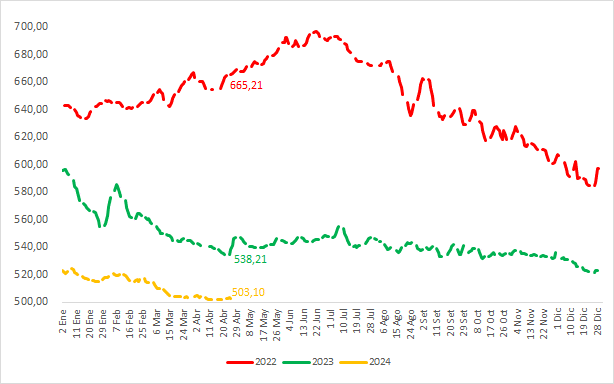 700,00
680,00
660,00
640,00
620,00
600,00
580,00
560,00
540,00
520,00
500,00
665,21
538,21
503,10
2 Ene
11 Ene
20 Ene
29 Ene
7 Feb
16 Feb
25 Feb
6 Mar
15 Mar
24 Mar
2 Abr
11 Abr
20 Abr
29 Abr
8 May
17 May
26 May
4 Jun
13 Jun
22 Jun
1 Jul
10 Jul
19 Jul
28 Jul
6 Ago
15 Ago
24 Ago
2 Set
11 Set
20 Set
29 Set
8 Oct
17 Oct
26 Oct
4 Nov
13 Nov
22 Nov
1 Dic
10 Dic
19 Dic
28 Dic
2022 2023 2024